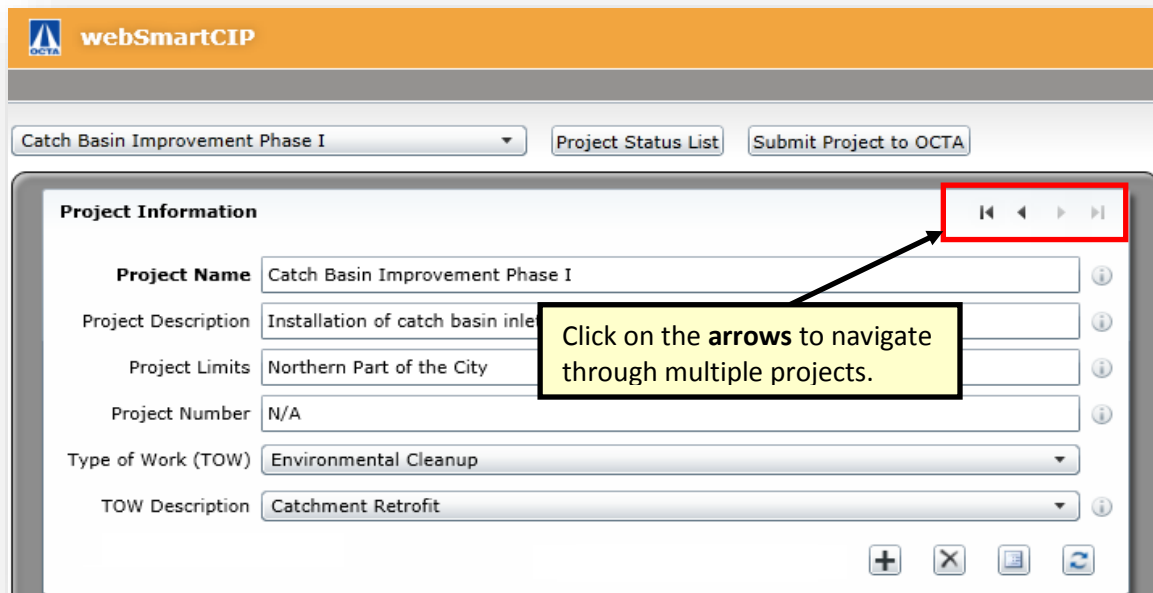 OCTA
webSmartCIP
Catch Basin Improvement Phase I
Project Status List
Submit Project to OCTA
Project Information
Project Name Catch Basin Improvement Phase I
Project Description Installation of catch basin inlet
Click on the arrows to navigate
Project Limits Northern Part of the City
through multiple projects.
Project Number N/A
Type of Work (TOW) Environmental Cleanup
TOW Description Catchment Retrofit